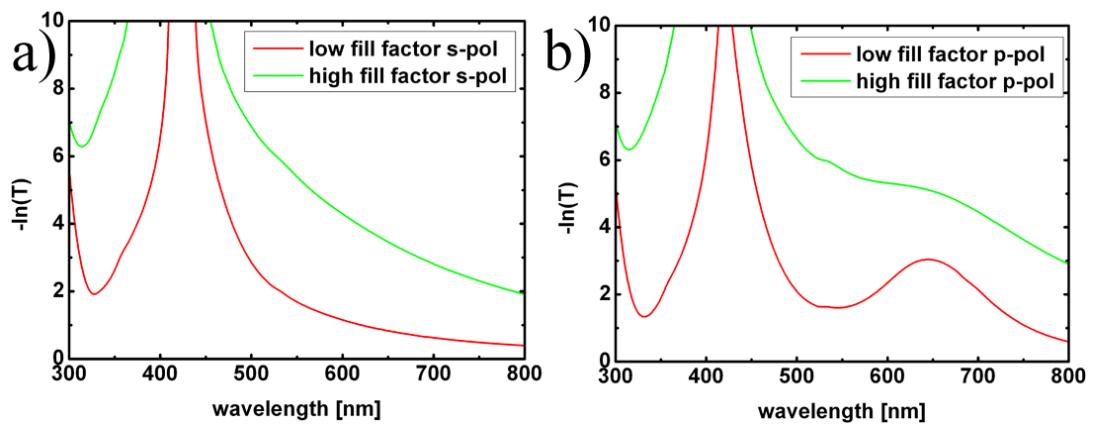 a)
low fill factor s-pol
high fill factor s-pol
10
8
6
4
2
0
-ln(T)
300 400 500 600 700 800
wavelength [nm]
b)
low fill factor p-pol
high fill factor p-pol
10
8
6
4
2
0
-ln(T)
300 400 500 600 700 800
wavelength [nm]